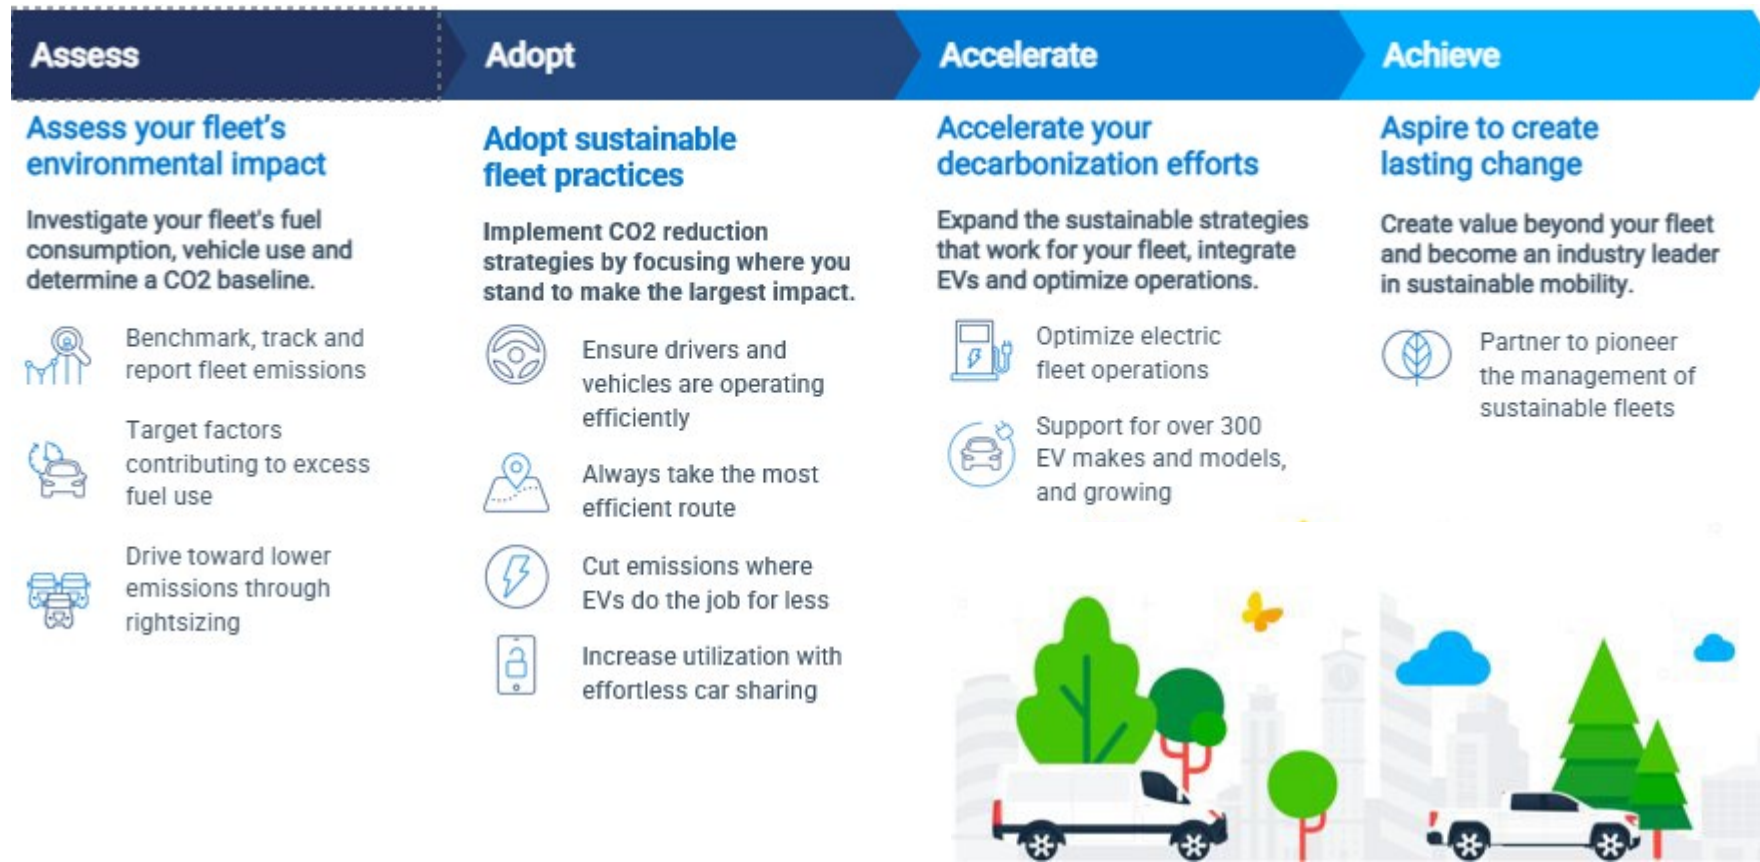 Assess
Adopt
Accelerate
Achieve
Assess your fleet's
environmental impact
Investigate your fleet's fuel
consumption, vehicle use and
determine a CO2 baseline.
Benchmark, track and
report fleet emissions
Target factors
contributing to excess
fuel use
Drive toward lower
emissions through
rightsizing
Adopt sustainable
fleet practices
Implement CO2 reduction
strategies by focusing where you
stand to make the largest impact.
Ensure drivers and
vehicles are operating
efficiently
Always take the most
efficient route
Cut emissions where
EVs do the job for less
Increase utilization with
effortless car sharing
Accelerate your
decarbonization efforts
Expand the sustainable strategies
that work for your fleet, integrate
EVs and optimize operations.
Optimize electric
fleet operations
Support for over 300
EV makes and models,
and growing
Aspire to create
lasting change
Create value beyond your fleet
and become an industry leader
in sustainable mobility.
Partner to pioneer
the management of
sustainable fleets